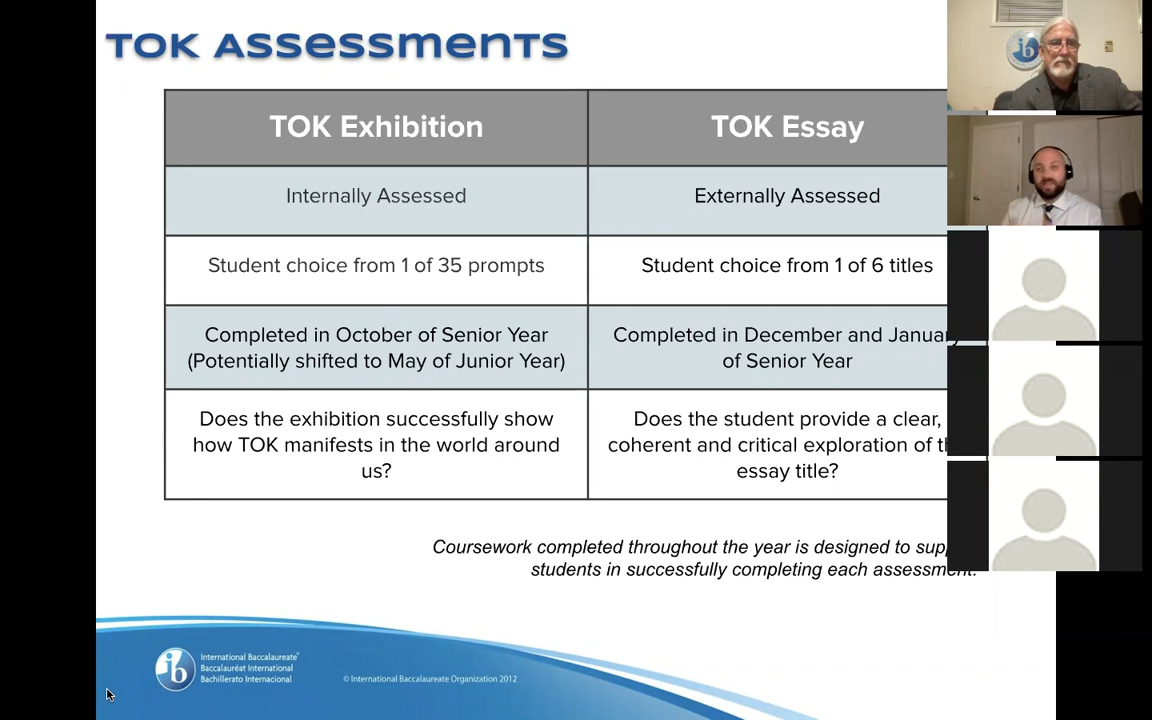 TOK Assessments
TOK Exhibition
TOK Essay
Internally Assessed
Externally Assessed
Student choice from 1 of 35 prompts
Student choice from 1 of 6 titles
Completed in October of Senior Year
(Potentially shifted to May of Junior Year)
Completed in December and January
of Senior Year
Does the exhibition successfully show
how TOK manifests in the world around
us?
Does the student provide a clear,
coherent and critical exploration of
essay title?
Coursework completed throughout the year is designed to
students in successfully completing each assessment.
ib
International Baccalaureate®
Baccalauréat International
Bachillerato Internacional
© International Baccalaureate Organization 2012
ib